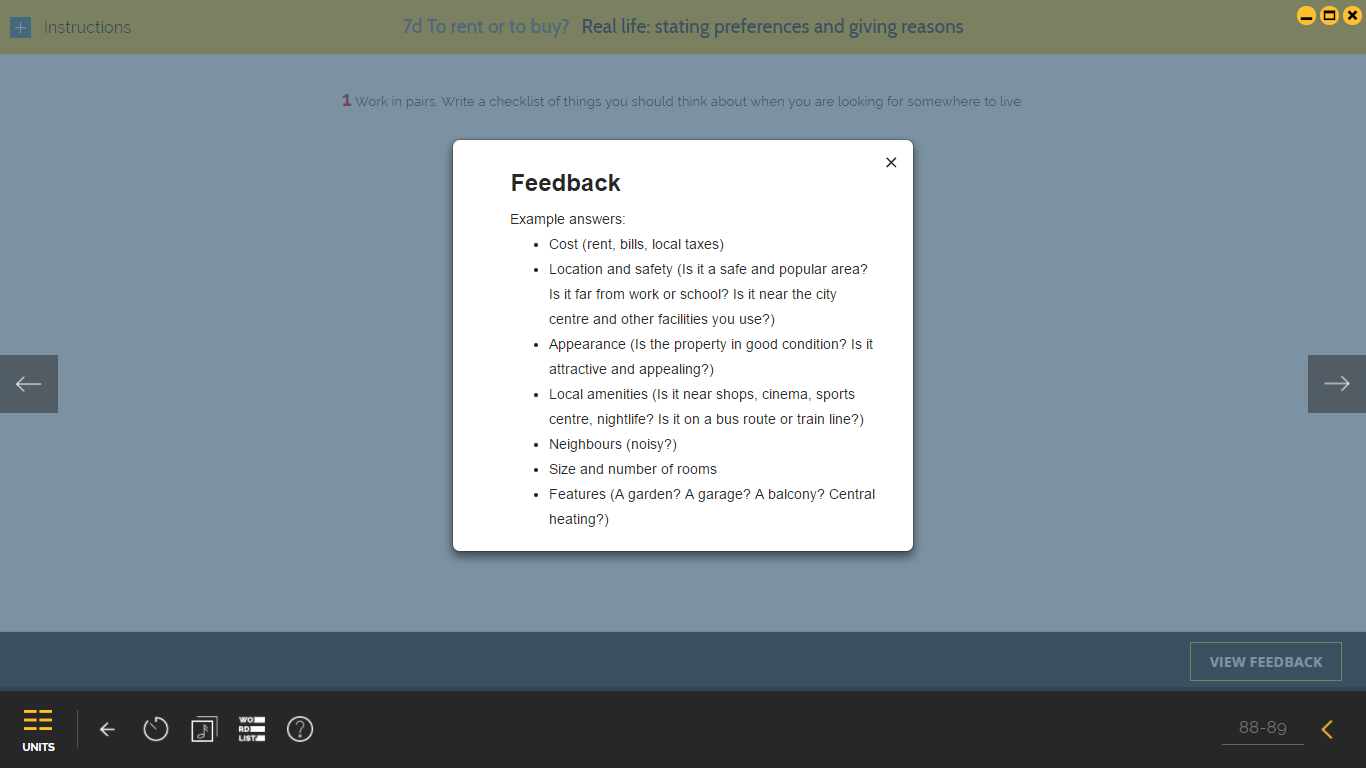 Instructions
7d To rent or to buy? Real life: stating preferences and giving reasons
1 Work in pairs. Write a checklist of things you should think about when you are looking for somewhere to live.
Feedback
Example answers:
• Cost (rent, bills, local taxes)
• Location and safety (Is it a safe and popular area?
Is it far from work or school? Is it near the city
centre and other facilities you use?)
• Appearance (Is the property in good condition? Is it
attractive and appealing?)
• Local amenities (Is it near shops, cinema, sports
centre, nightlife? Is it on a bus route or train line?)
• Neighbours (noisy?)
• Size and number of rooms
• Features (A garden? A garage? A balcony? Central
heating?)
VIEW FEEDBACK
UNITS
WO
RD
LIST
88-89